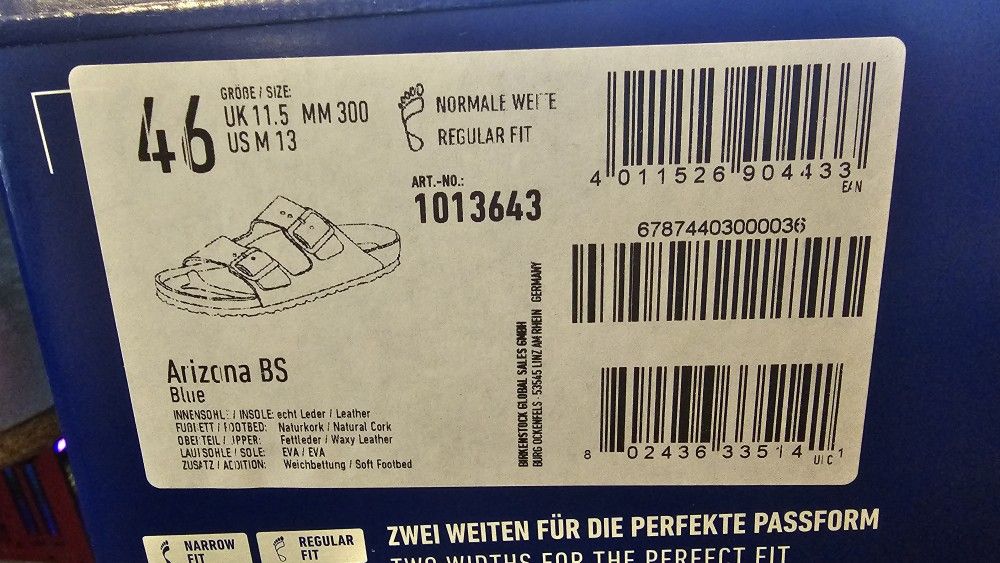 46
GRÖßE / SIZE:
UK 11.5 MM 300
US M 13
NORMALE WEITE
REGULAR FIT
ART.-NO.:
1013643
4 011526 904433
EAN
67874403000036
Arizona BS
Blue
INNENSOHLE / INSOLE: echt Leder / Leather
FUßBETT / FOOTBED: Naturkork / Natural Cork
OBERTEIL / UPPER: Fettleder / Waxy Leather
LAUFSOHLE / SOLE: EVA / EVA
ZUSATZ / ADDITION: Weichbettung / Soft Footbed
BIRKENSTOCK GLOBAL SALES GMBH
BURG OCKENFELS · 53545 LINZ AM RHEIN GERMANY
8 02436 33514 1
UPC
NARROW
FIT
REGULAR
FIT
ZWEI WEITEN FÜR DIE PERFEKTE PASSFORM
TWO WIDTHS FOR THE PERFECT FIT